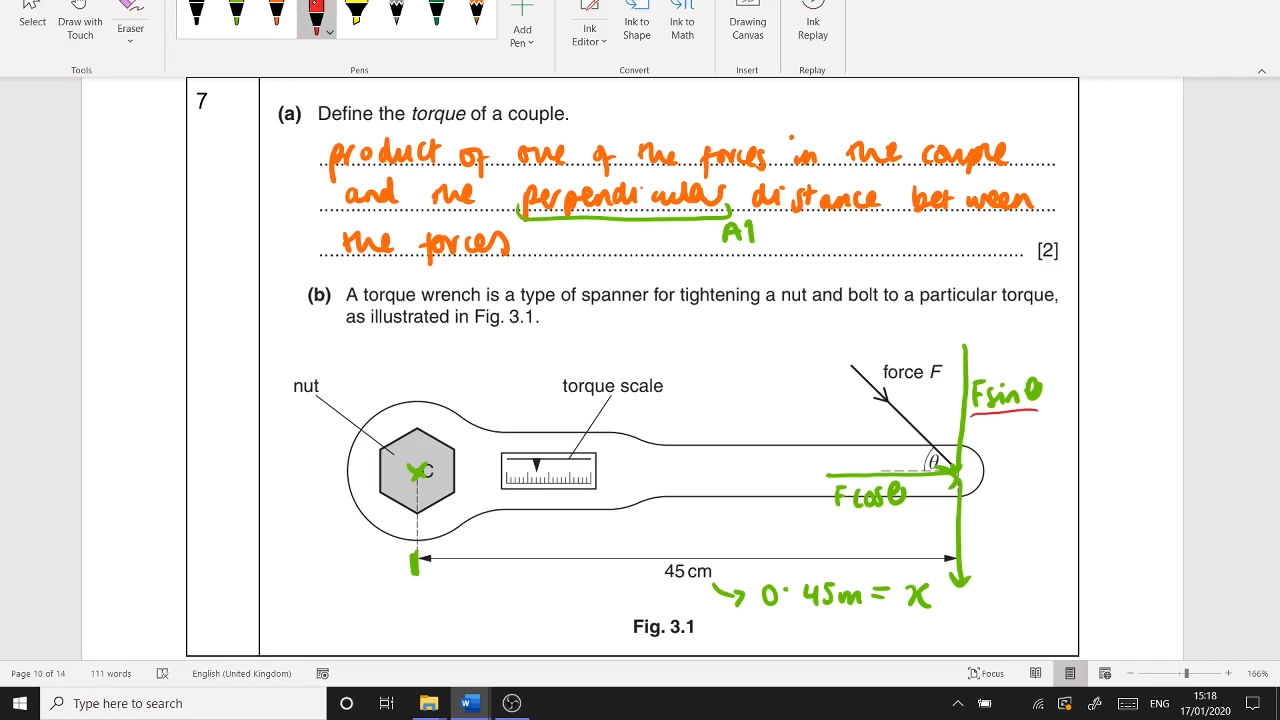 Select
Draw with
Touch
Eraser
Add
Pen
Ink
Editor
Ink to
Shape
Ink to
Math
Drawing
Canvas
Ink
Replay
Tools
Pens
Convert
Insert
Replay
7
(a) Define the torque of a couple.
product of one of the forces in the couple
and the perpendicular distance between
A1
the forces
[2]
(b) A torque wrench is a type of spanner for tightening a nut and bolt to a particular torque,
as illustrated in Fig. 3.1.
nut
torque scale
force F
F sin θ
C
θ
F cos θ
45 cm
0.45m = x
Fig. 3.1
Page 10 of 14
111 words
English (United Kingdom)
Focus
166%
Type here to search
ENG
15:18
17/01/2020